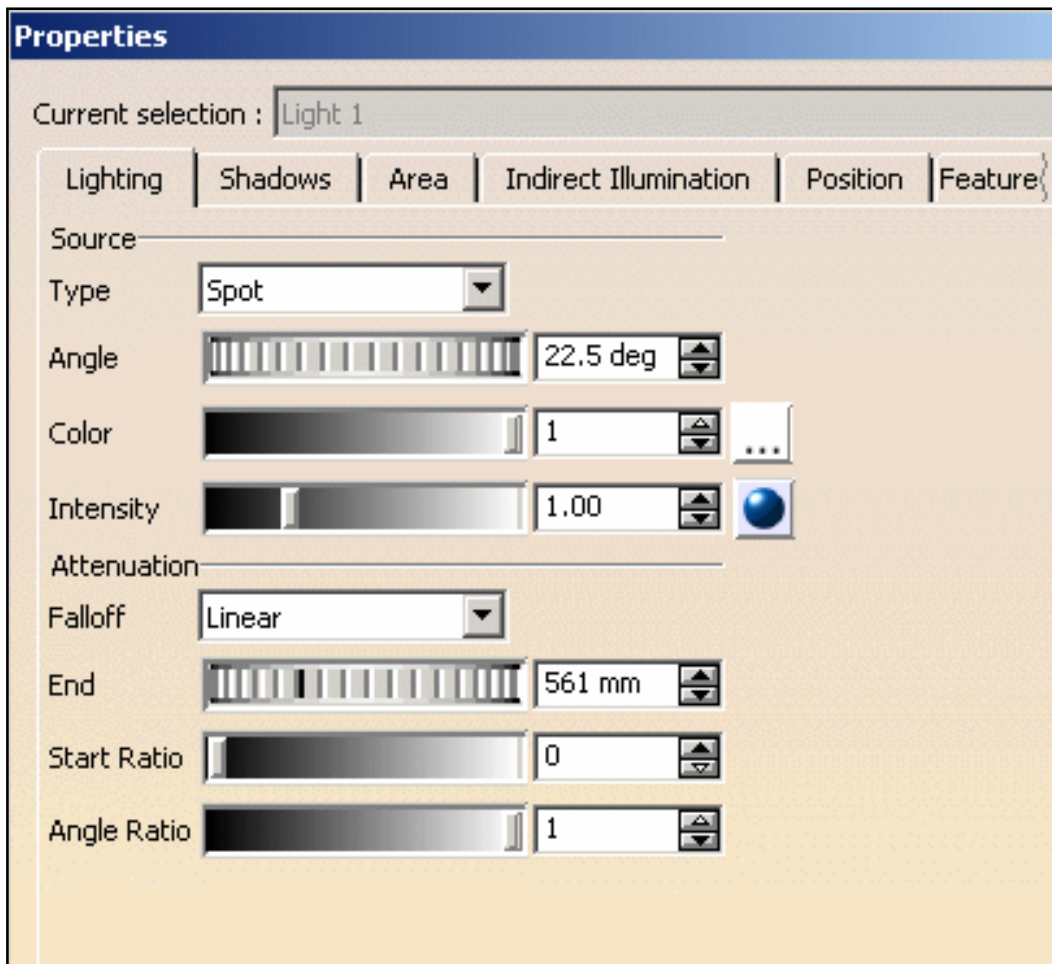 Properties
Current selection : Light 1
Lighting Shadows Area Indirect Illumination Position Feature
Source
Type Spot
Angle 22.5 deg
Color 1 ...
Intensity 1.00
Attenuation
Falloff Linear
End 561 mm
Start Ratio 0
Angle Ratio 1